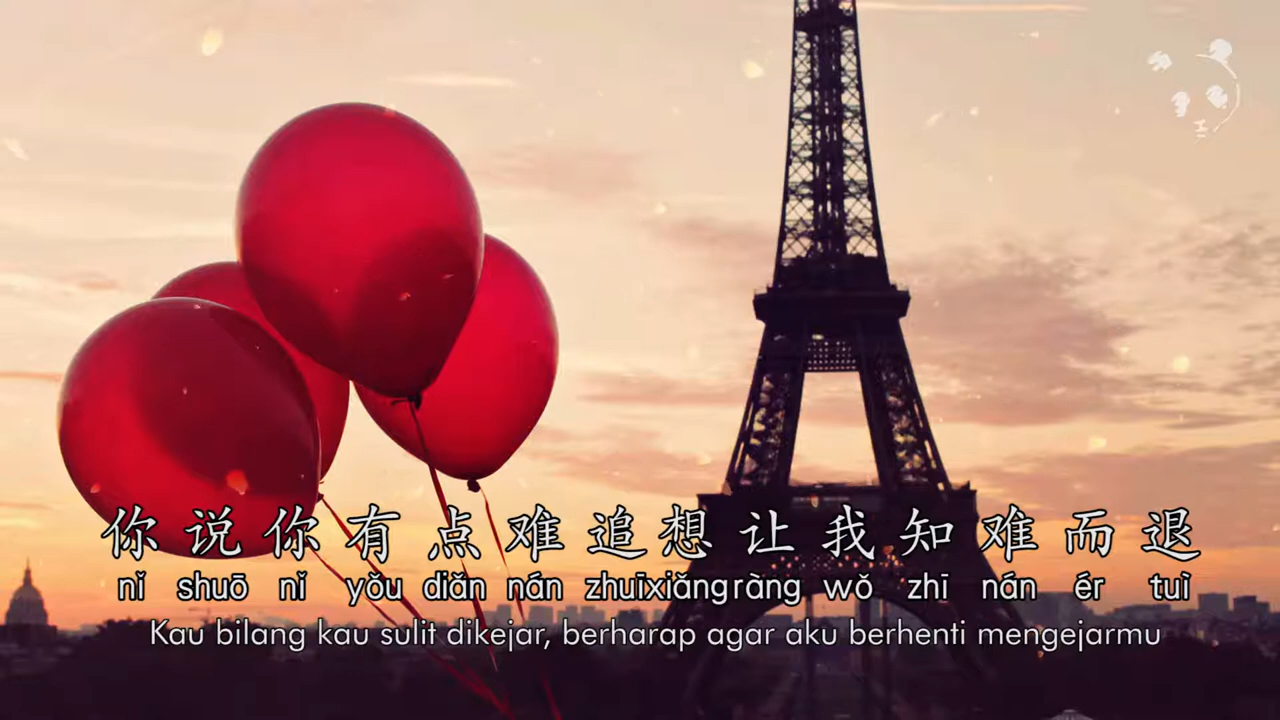 你说你有点难追想让我知难而退
nǐ shuō nǐ yǒu diǎn nán zhuīxiǎngràng wǒ zhī nán ér tuì
Kau bilang kau sulit dikejar, berharap agar aku berhenti mengejarmu